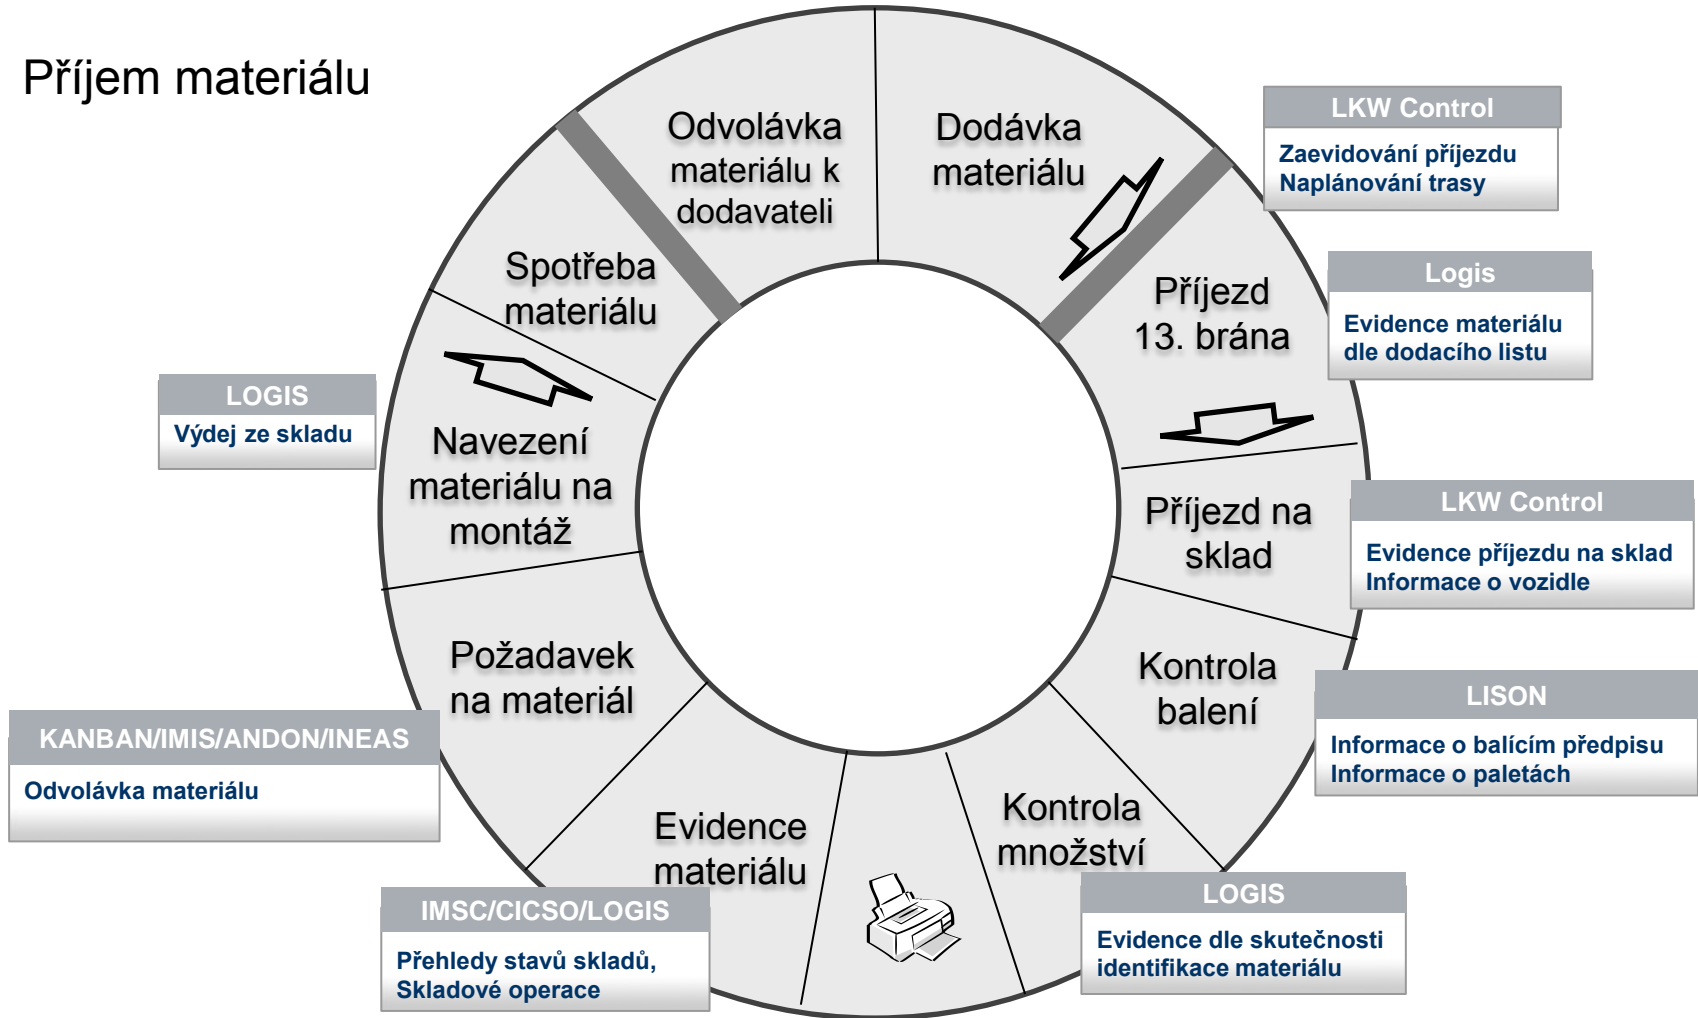 Příjem materiálu
Odvolávka
materiálu k
dodavateli
Dodávka
materiálu
LKW Control
Zaevidování příjezdu
Naplánování trasy
Příjezd
13. brána
Logis
Evidence materiálu
dle dodacího listu
Příjezd na
sklad
LKW Control
Evidence příjezdu na sklad
Informace o vozidle
Kontrola
balení
LISON
Informace o balícím předpisu
Informace o paletách
Kontrola
množství
LOGIS
Evidence dle skutečnosti
identifikace materiálu
Evidence
materiálu
IMSC/CICSO/LOGIS
Přehledy stavů skladů,
Skladové operace
Požadavek
na materiál
KANBAN/IMIS/ANDON/INEAS
Odvolávka materiálu
Navezení
materiálu na
montáž
LOGIS
Výdej ze skladu
Spotřeba
materiálu